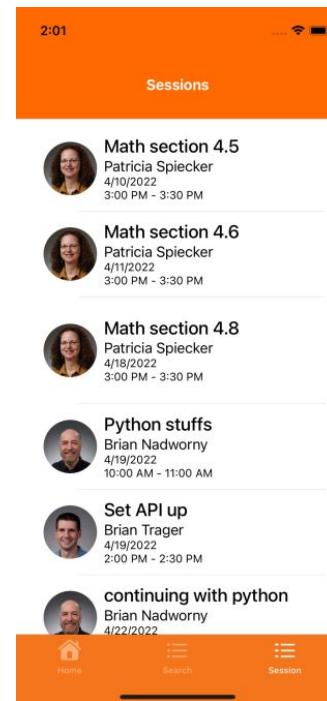 2:01
Sessions
Math section 4.5
Patricia Spiecker
4/10/2022
3:00 PM - 3:30 PM
Math section 4.6
Patricia Spiecker
4/11/2022
3:00 PM - 3:30 PM
Math section 4.8
Patricia Spiecker
4/18/2022
3:00 PM - 3:30 PM
Python stuffs
Brian Nadworny
4/19/2022
10:00 AM - 11:00 AM
Set API up
Brian Trager
4/19/2022
2:00 PM - 2:30 PM
continuing with python
Brian Nadworny
4/22/2022
Home
Search
Session